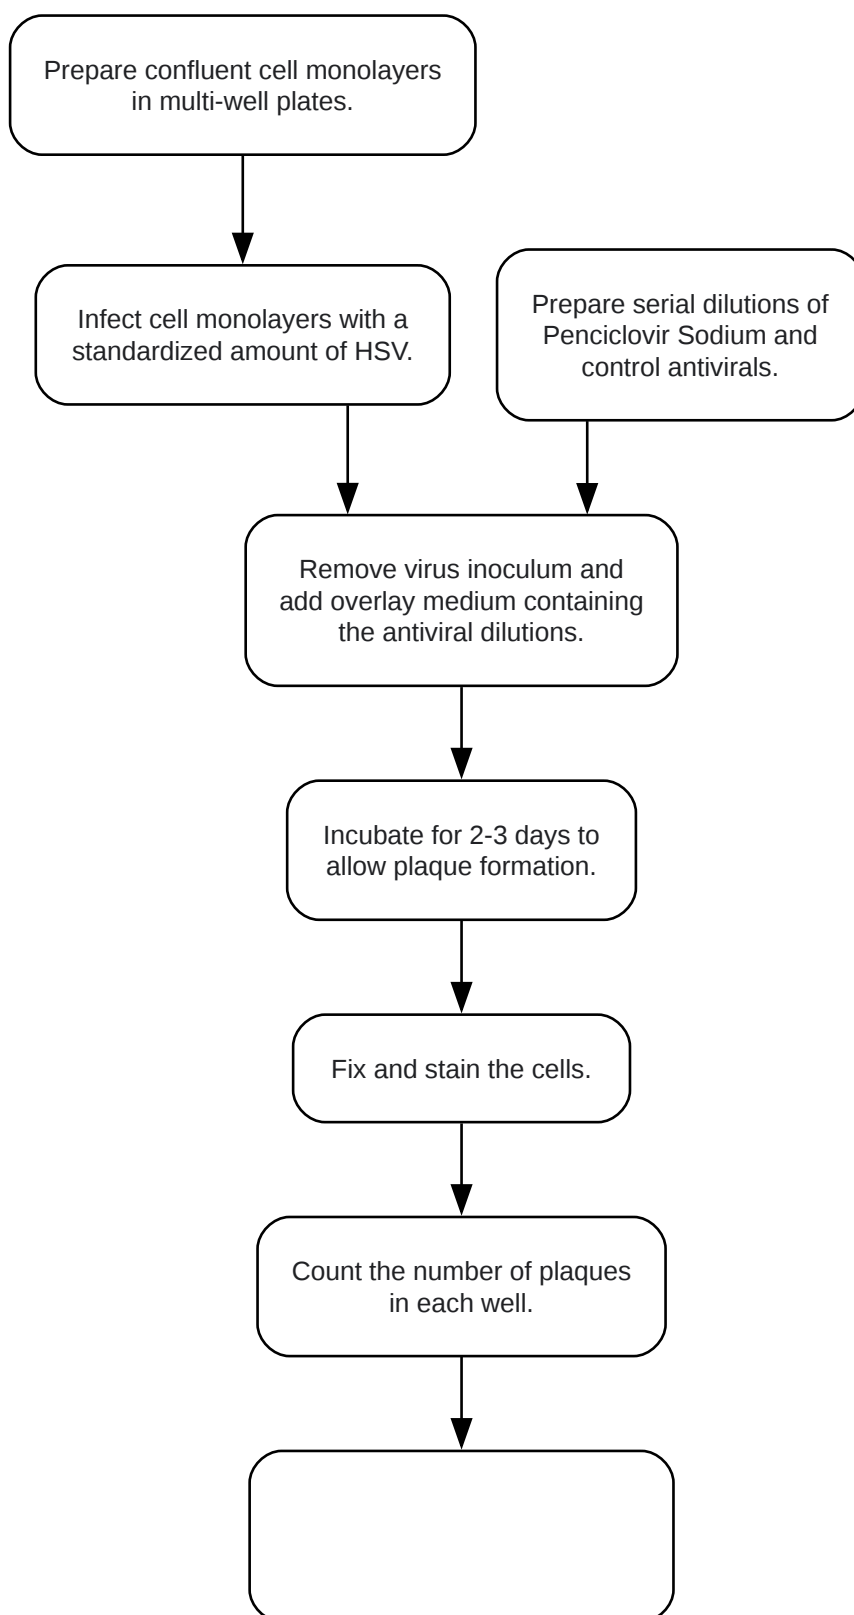 Prepare confluent cell monolayers
in multi-well plates.
Infect cell monolayers with a
standardized amount of HSV.
Prepare serial dilutions of
Penciclovir Sodium and
control antivirals.
Remove virus inoculum and
add overlay medium containing
the antiviral dilutions.
Incubate for 2-3 days to
allow plaque formation.
Fix and stain the cells.
Count the number of plaques
in each well.